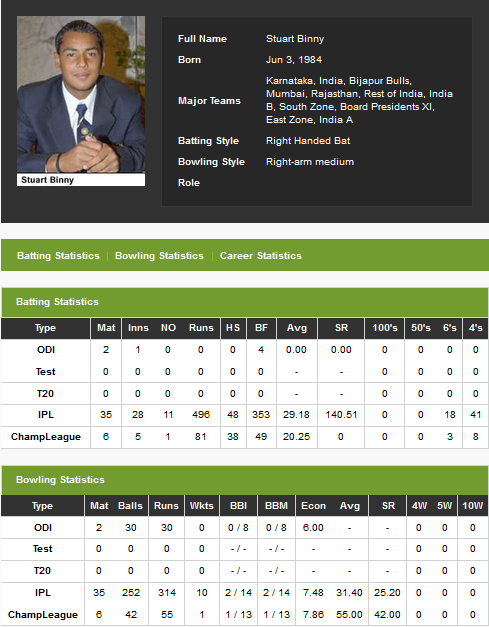 Stuart Binny
Full Name Stuart Binny
Born Jun 3, 1984
Major Teams Karnataka, India, Bijapur Bulls,
Mumbai, Rajasthan, Rest of India, India
B, South Zone, Board Presidents XI,
East Zone, India A
Batting Style Right Handed Bat
Bowling Style Right-arm medium
Role
Batting Statistics | Bowling Statistics | Career Statistics
Batting Statistics
Type Mat Inns NO Runs HS BF Avg SR 100's 50's 6's 4's
ODI 2 1 0 0 0 4 0.00 0.00 0 0 0 0
Test 0 0 0 0 0 0 - - 0 0 0 0
T20 0 0 0 0 0 0 - - 0 0 0 0
IPL 35 28 11 496 48 353 29.18 140.51 0 0 18 41
ChampLeague 6 5 1 81 38 49 20.25 0 0 0 3 8
Bowling Statistics
Type Mat Balls Runs Wkts BBI BBM Econ Avg SR 4W 5W 10W
ODI 2 30 30 0 0 / 8 0 / 8 6.00 - - 0 0 0
Test 0 0 0 0 - / - - / - - - 0 0 0
T20 0 0 0 0 - / - - / - - - 0 0 0
IPL 35 252 314 10 2 / 14 2 / 14 7.48 31.40 25.20 0 0 0
ChampLeague 6 42 55 1 1 / 13 1 / 13 7.86 55.00 42.00 0 0 0